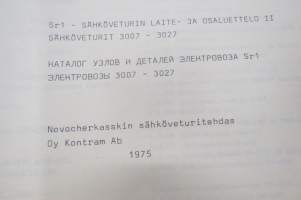 Sr1 - SÄHKÖVETURIN LAITE- JA OSALUETTELO II
SÄHKÖVETURIT 3007 - 3027
КАТАЛОГ УЗЛОВ И ДЕТАЛЕЙ ЭЛЕКТРОВОЗА Sr1
ЭЛЕКТРОВОЗЫ 3007 - 3027
Novocherkasskin sähköveturitehdas
Oy Kontram Ab
1975